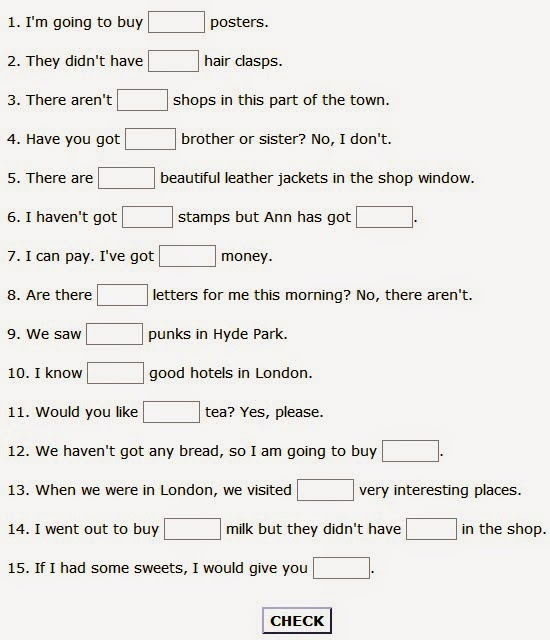 1. I'm going to buy posters.
2. They didn't have hair clasps.
3. There aren't shops in this part of the town.
4. Have you got brother or sister? No, I don't.
5. There are beautiful leather jackets in the shop window.
6. I haven't got stamps but Ann has got .
7. I can pay. I've got money.
8. Are there letters for me this morning? No, there aren't.
9. We saw punks in Hyde Park.
10. I know good hotels in London.
11. Would you like tea? Yes, please.
12. We haven't got any bread, so I am going to buy .
13. When we were in London, we visited very interesting places.
14. I went out to buy milk but they didn't have in the shop.
15. If I had some sweets, I would give you .
CHECK